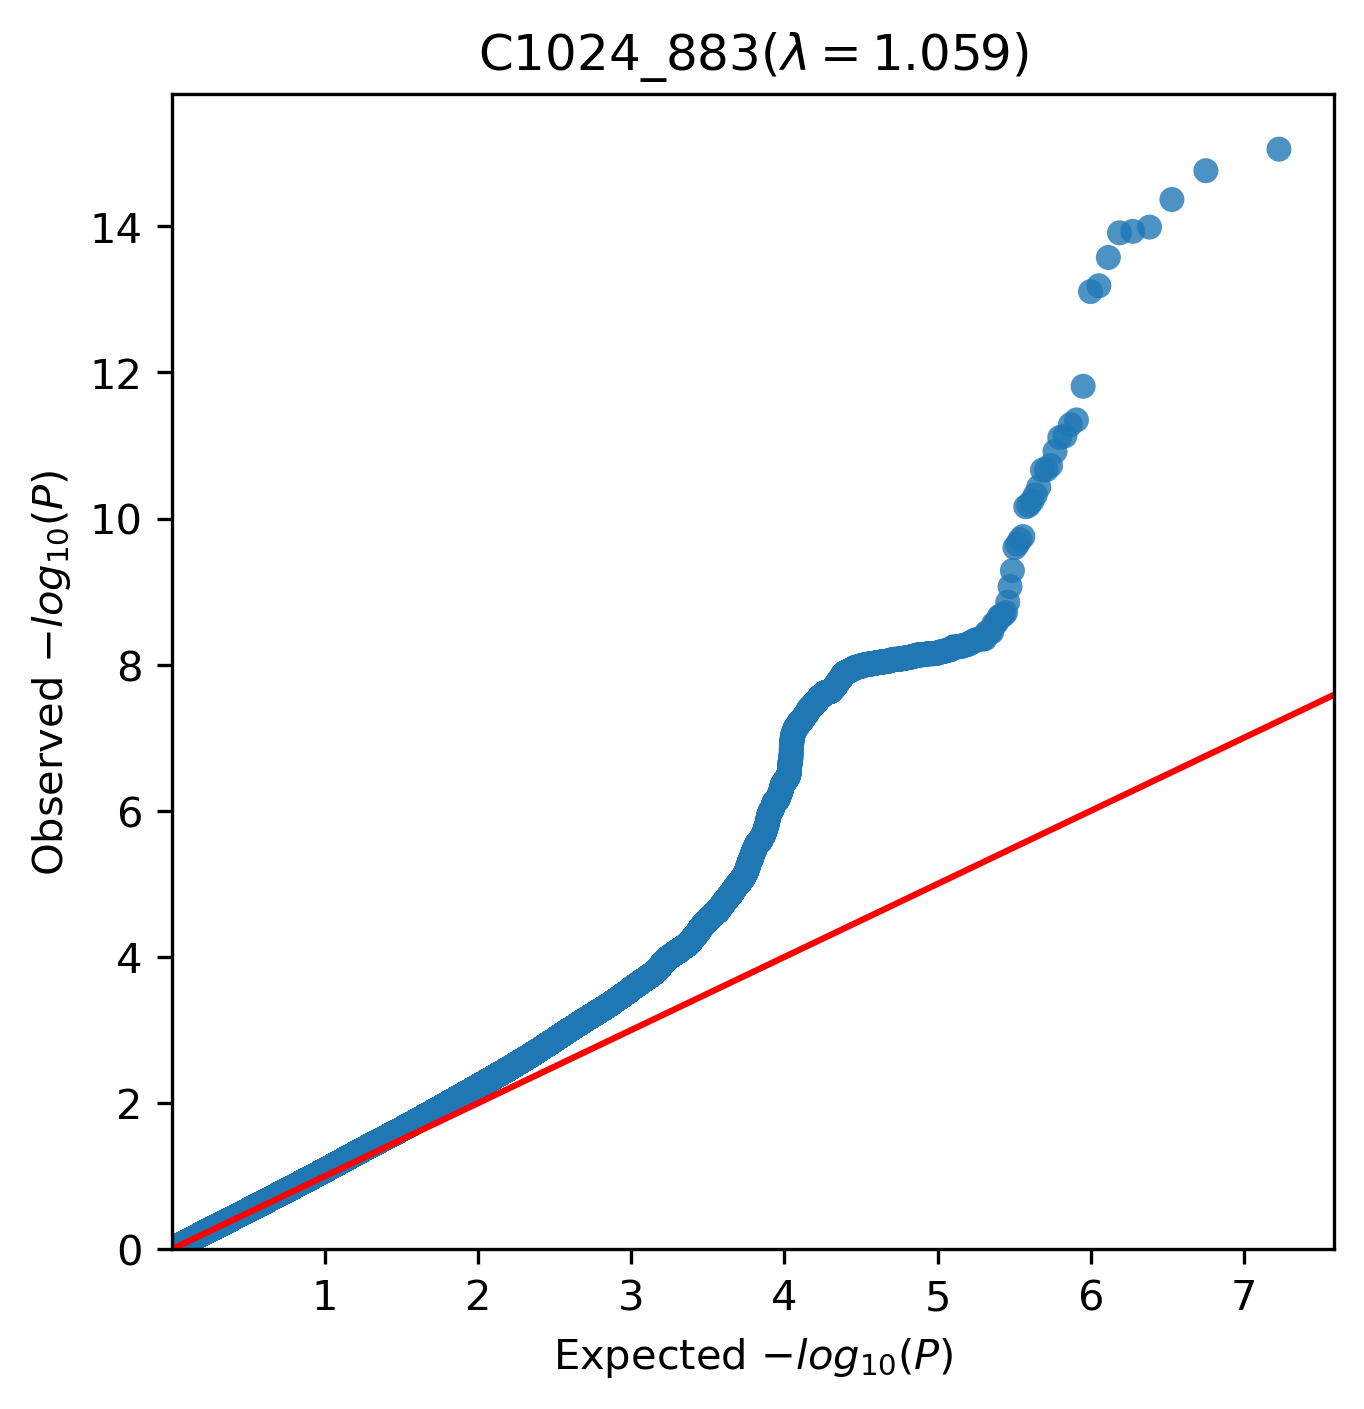 C1024_883(λ = 1.059)
Observed −log₁₀(P)
14
12
10
8
6
4
2
0
1 2 3 4 5 6 7
Expected −log₁₀(P)